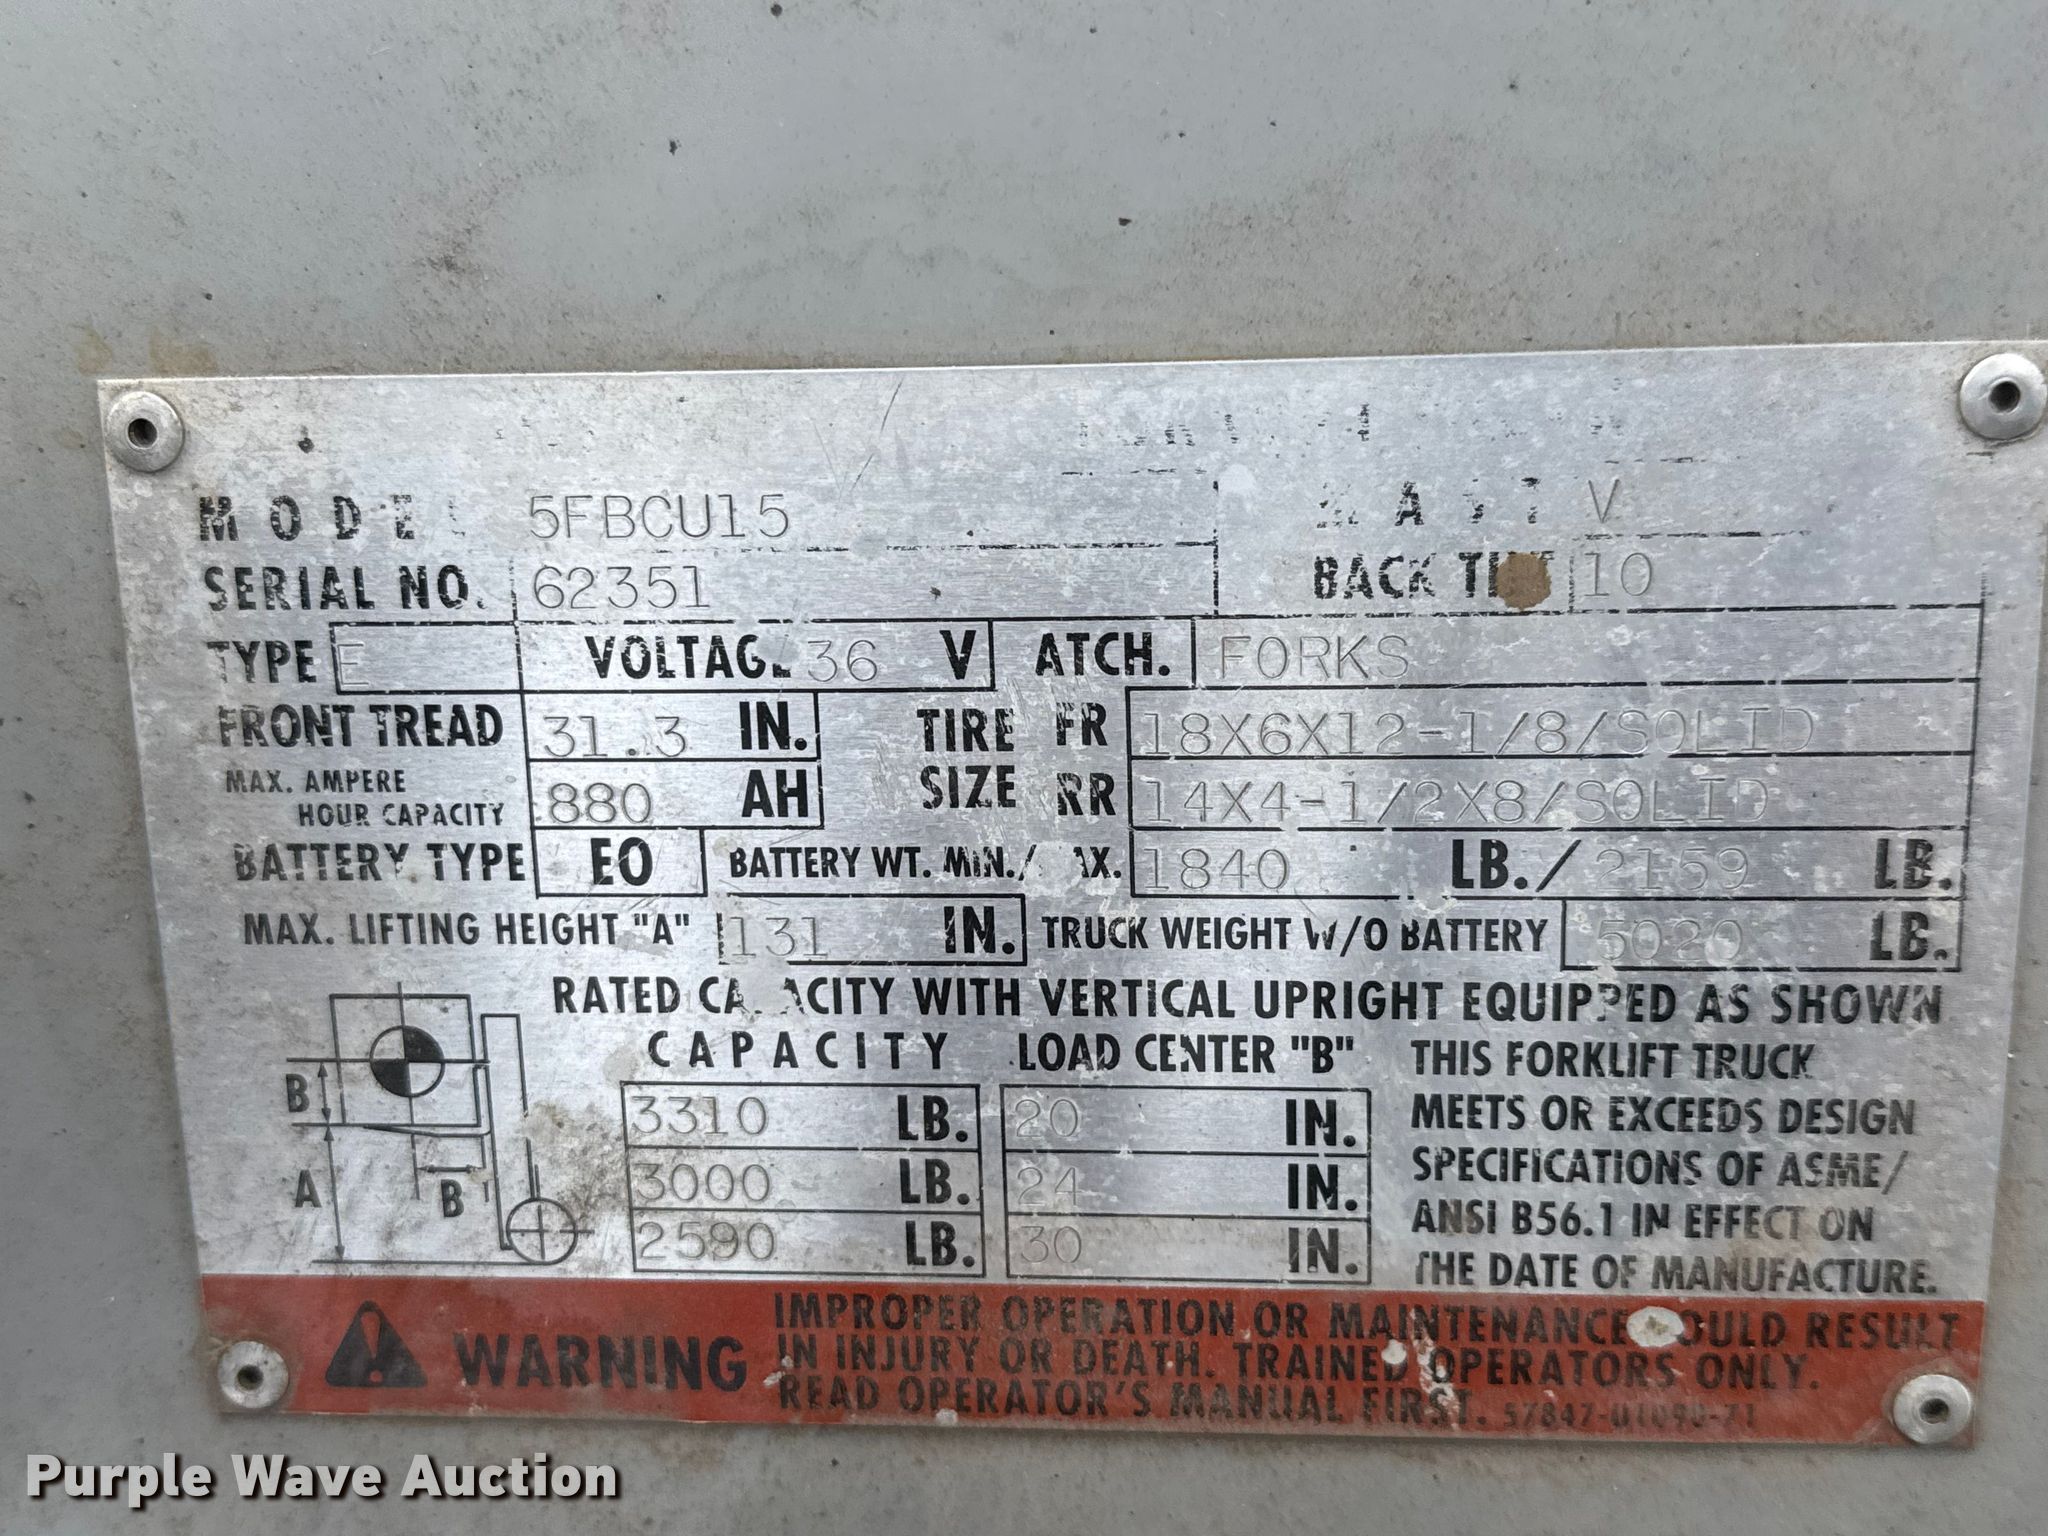 MODEL 5FBCU15 MAST V
SERIAL NO. 62351 BACK TILT 10
TYPE E VOLTAGE 36 V ATCH. FORKS
FRONT TREAD 31.3 IN. TIRE SIZE FR 18X6X12-1/8/SOLID
MAX. AMPERE HOUR CAPACITY 880 AH RR 14X4-1/2X8/SOLID
BATTERY TYPE EO BATTERY WT. MIN./MAX. 1840 LB./2159 LB.
MAX. LIFTING HEIGHT "A" 131 IN. TRUCK WEIGHT W/O BATTERY 5020 LB.
RATED CAPACITY WITH VERTICAL UPRIGHT EQUIPPED AS SHOWN
CAPACITY LOAD CENTER "B"
3310 LB. 20 IN.
3000 LB. 24 IN.
2590 LB. 30 IN.
B
A
B
THIS FORKLIFT TRUCK
MEETS OR EXCEEDS DESIGN
SPECIFICATIONS OF ASME/
ANSI B56.1 IN EFFECT ON
THE DATE OF MANUFACTURE.
WARNING
IMPROPER OPERATION OR MAINTENANCE COULD RESULT
IN INJURY OR DEATH. TRAINED OPERATORS ONLY.
READ OPERATOR'S MANUAL FIRST. 57847-U1090-71
Purple Wave Auction